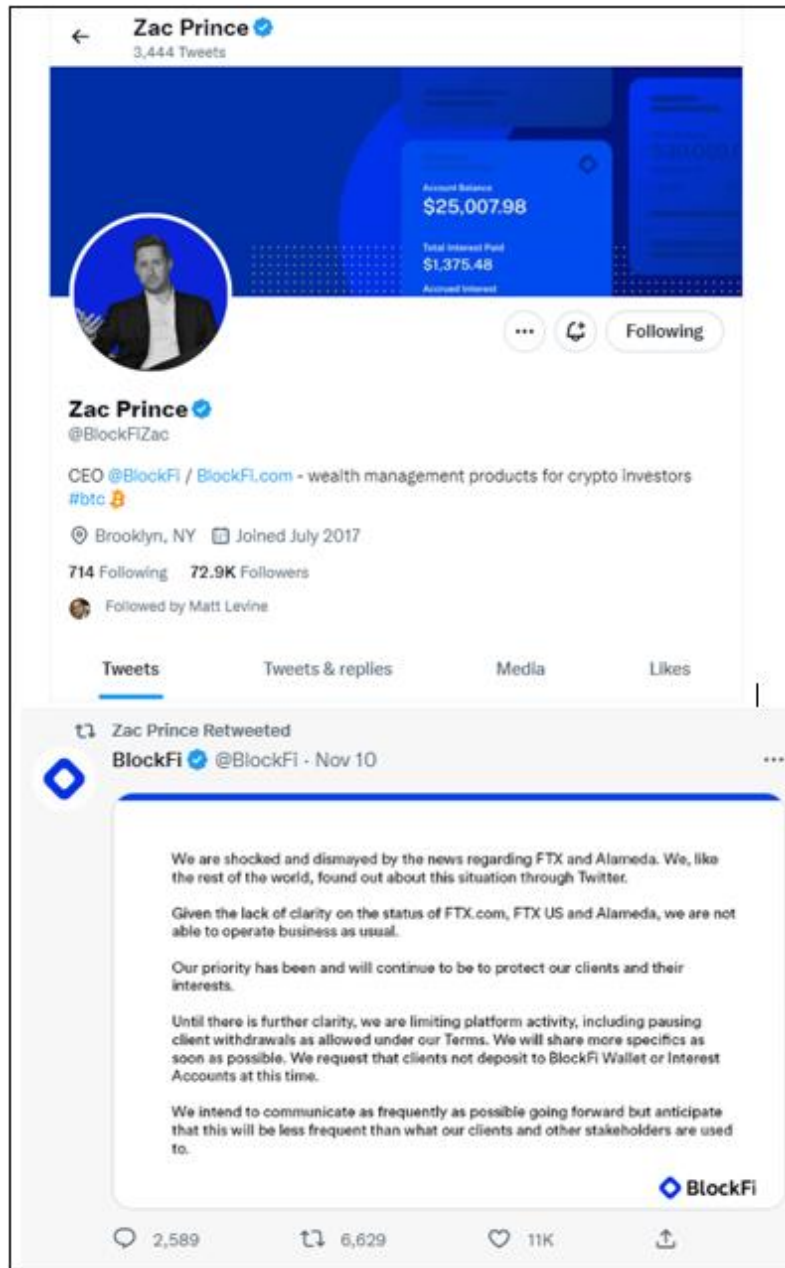 Zac Prince
3,444 Tweets
Account Balance
$25,007.98
Total Interest Paid
$1,375.48
Accrued Interest
Following
Zac Prince
@BlockFiZac
CEO @BlockFi / BlockFi.com - wealth management products for crypto investors
#btc
Brooklyn, NY Joined July 2017
714 Following 72.9K Followers
Followed by Matt Levine
Tweets Tweets & replies Media Likes
Zac Prince Retweeted
BlockFi @BlockFi · Nov 10
We are shocked and dismayed by the news regarding FTX and Alameda. We, like
the rest of the world, found out about this situation through Twitter.
Given the lack of clarity on the status of FTX.com, FTX US and Alameda, we are not
able to operate business as usual.
Our priority has been and will continue to be to protect our clients and their
interests.
Until there is further clarity, we are limiting platform activity, including pausing
client withdrawals as allowed under our Terms. We will share more specifics as
soon as possible. We request that clients not deposit to BlockFi Wallet or Interest
Accounts at this time.
We intend to communicate as frequently as possible going forward but anticipate
that this will be less frequent than what our clients and other stakeholders are used
to.
BlockFi
2,589 6,629 11K